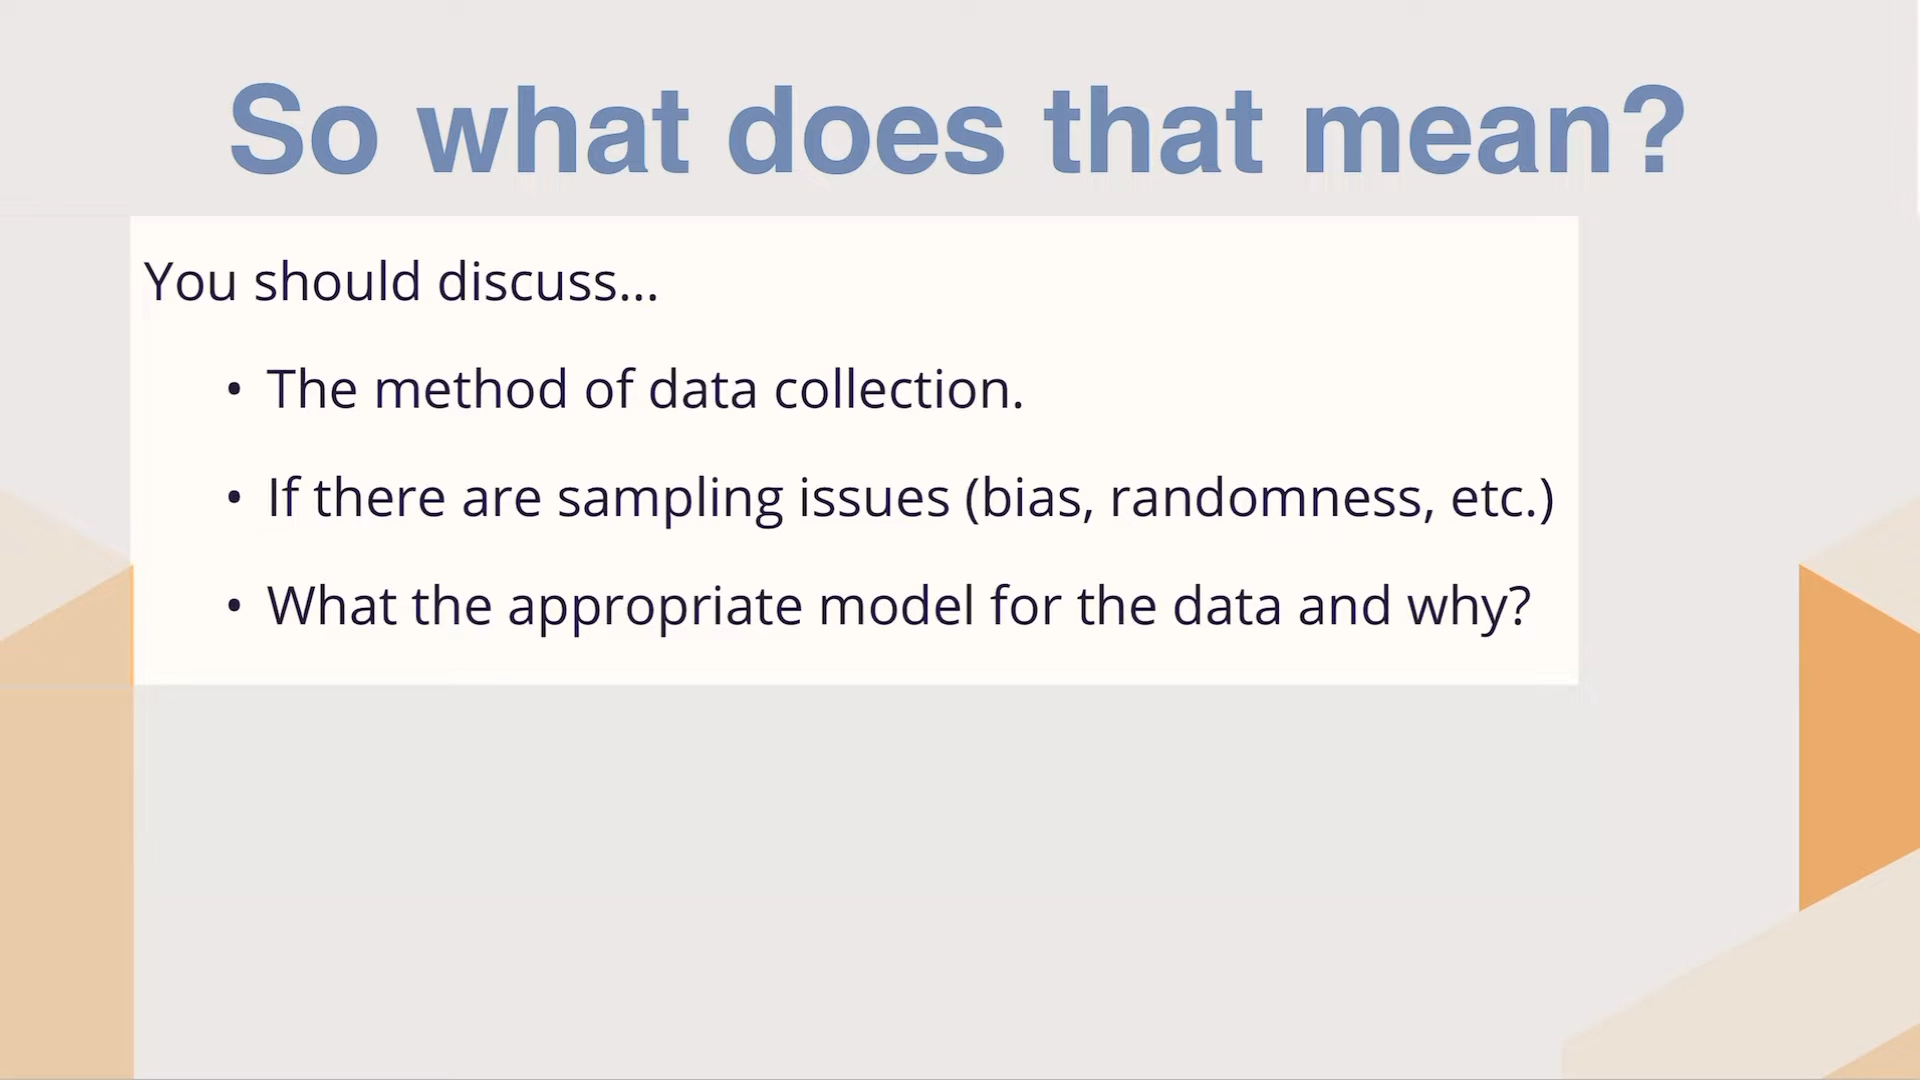 So what does that mean?
You should discuss...
• The method of data collection.
• If there are sampling issues (bias, randomness, etc.)
• What the appropriate model for the data and why?